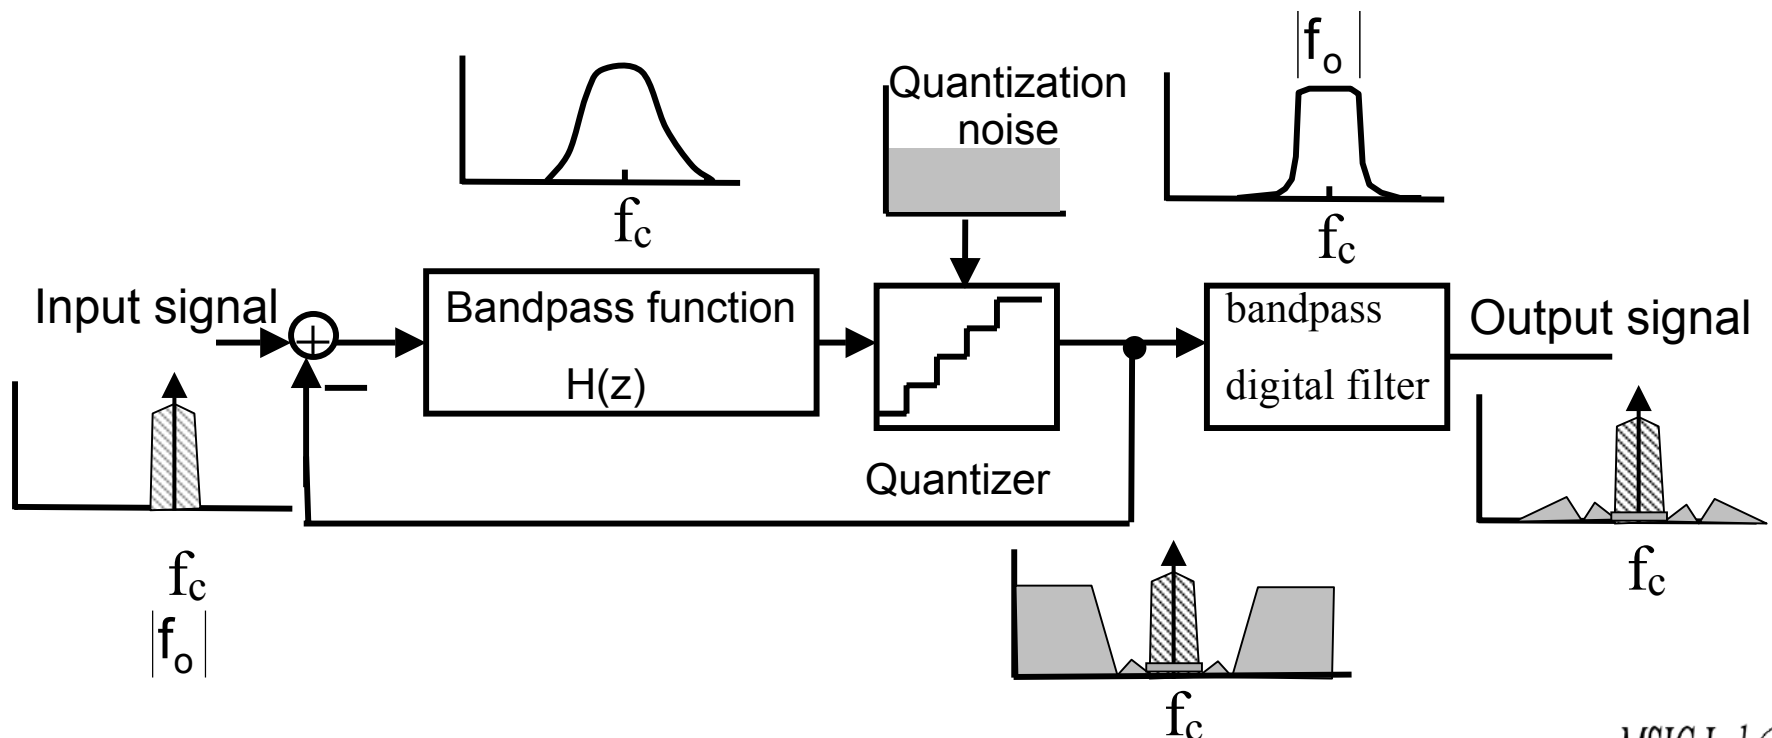 fo
Quantization
noise
fc
fc
Input signal
Bandpass function
H(z)
bandpass
digital filter
Output signal
Quantizer
fc
fo
fc
fc